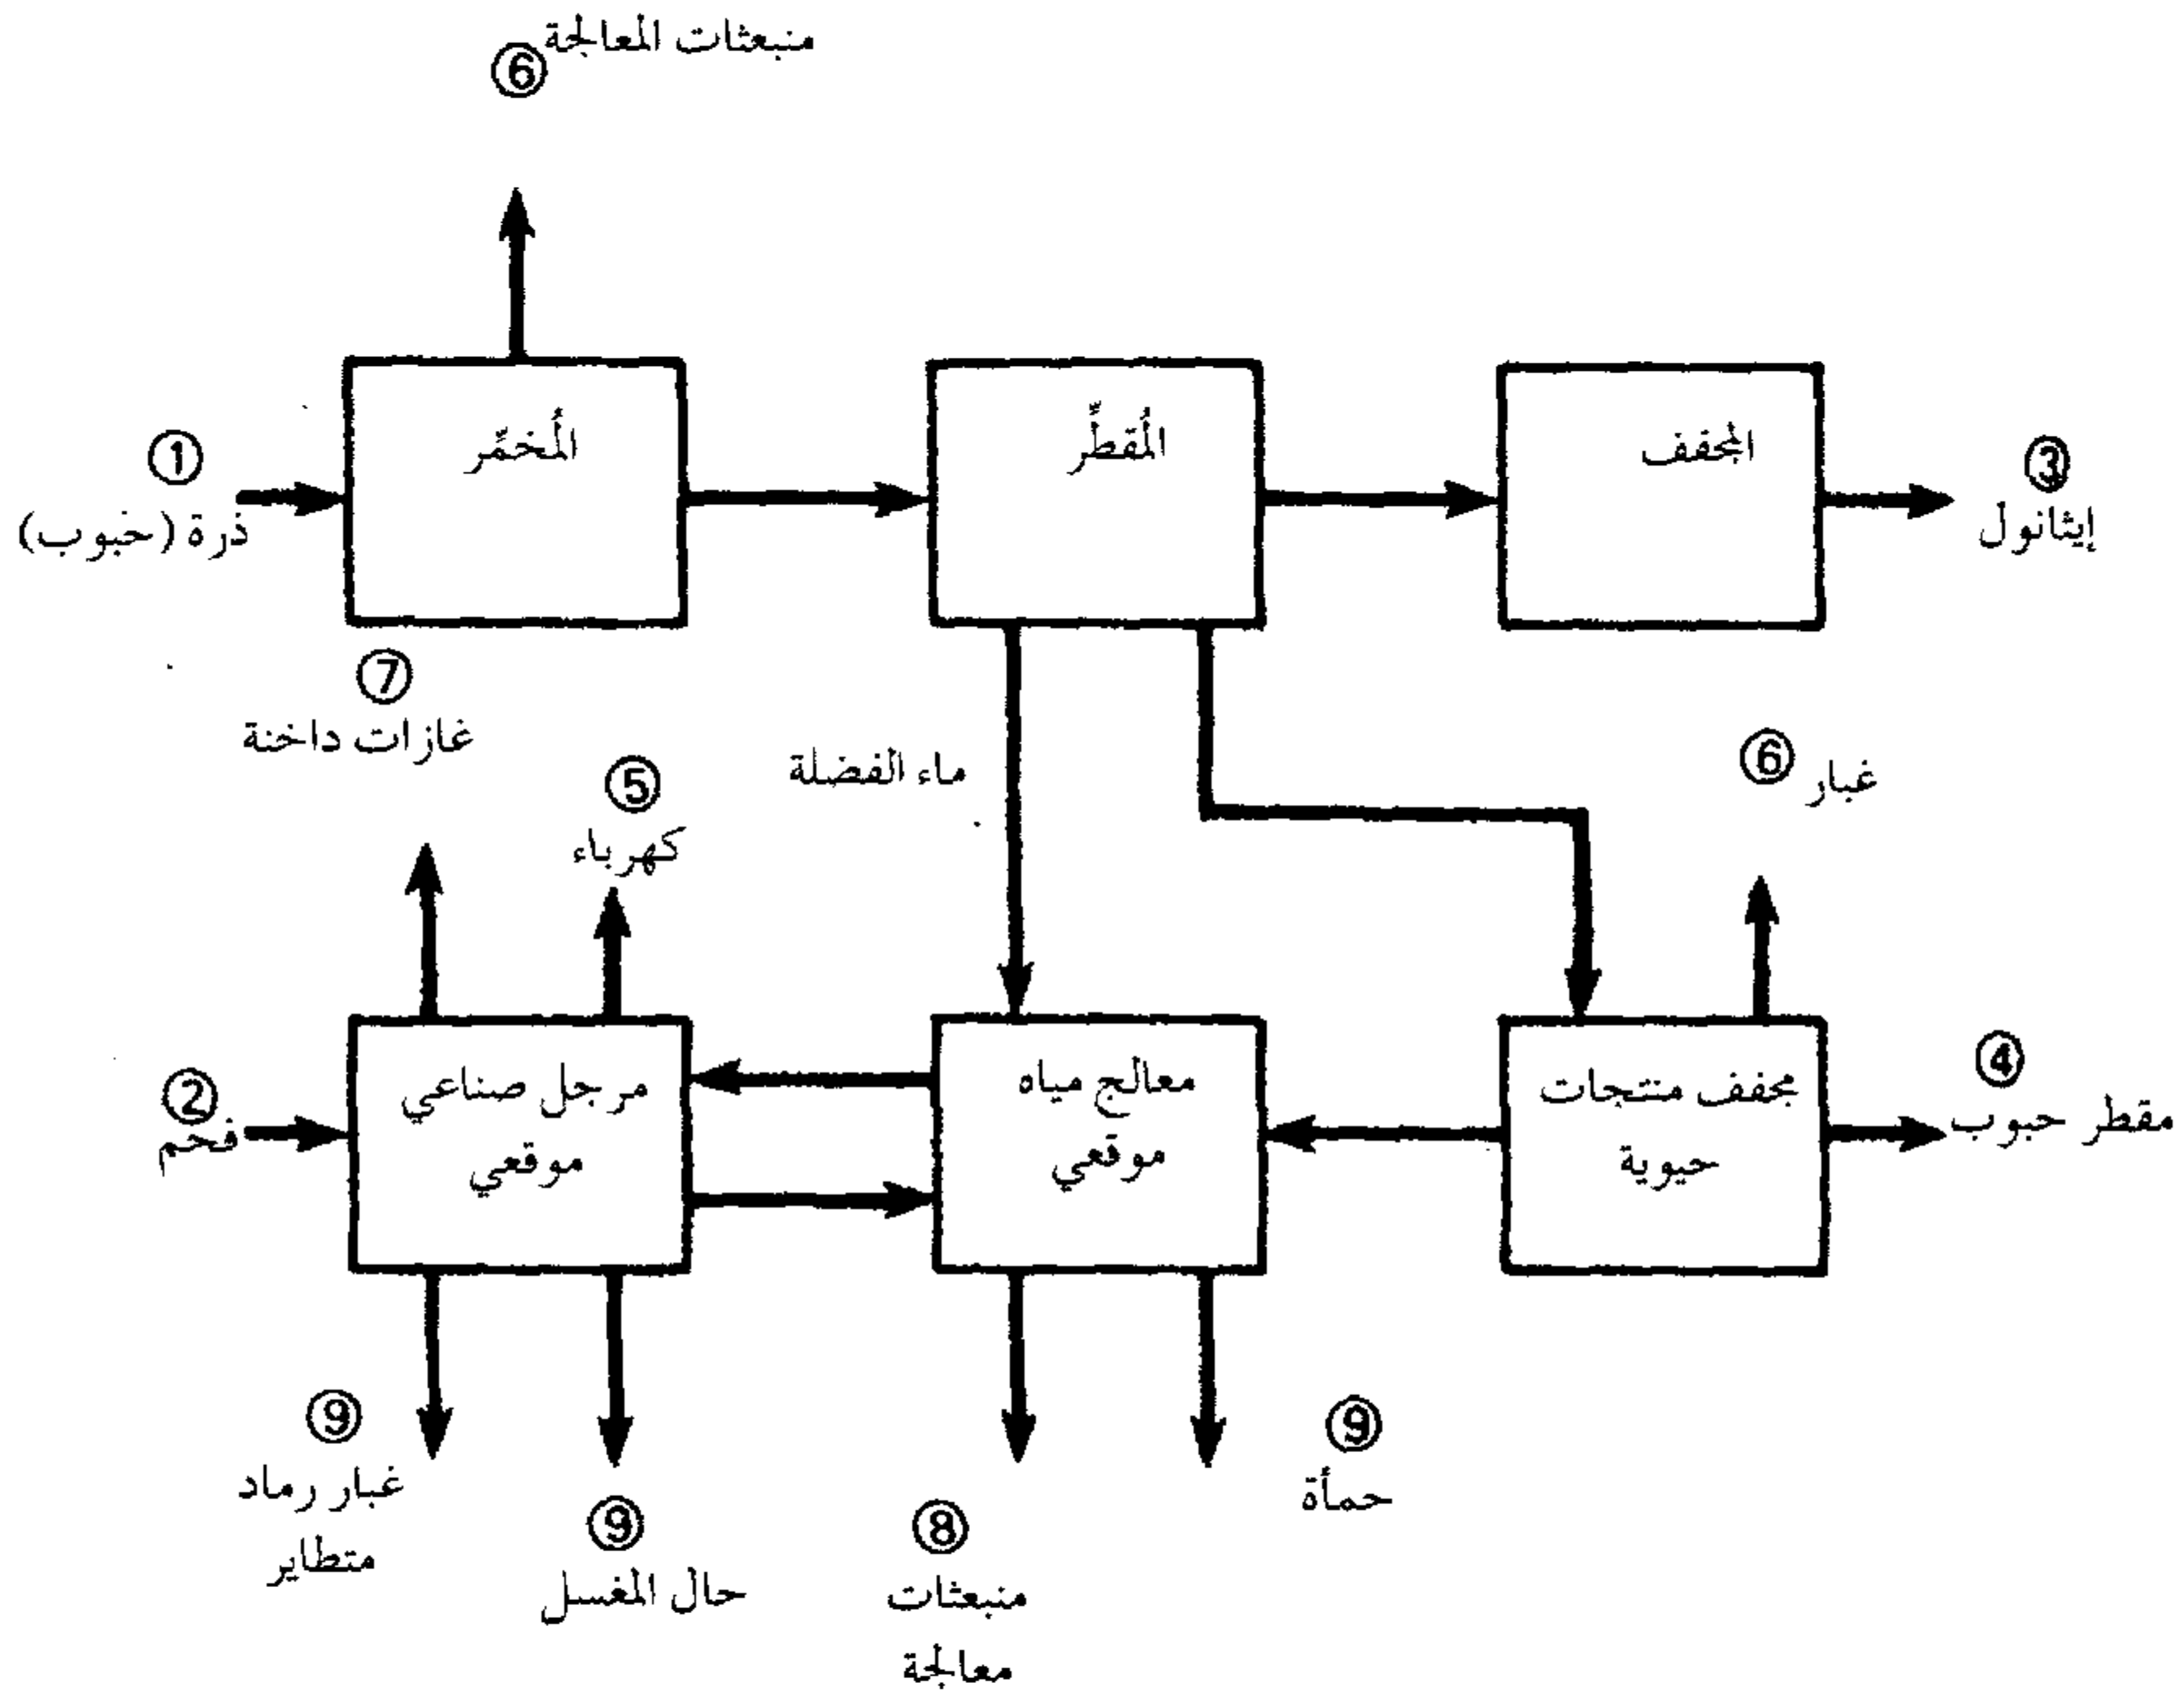 منبعثات المعالجة
⑥
المُخمِّر
المُقطِّر
المجفف
①
ذرة (خبوب)
③
إيثانول
⑦
غازات داخنة
⑤
كهرباء
ماء الفضلة
⑥ غبار
②
فحم
مرجل صناعي
موقعي
معالج مياه
موقعي
مجفف منتجات
حيوية
④
مقطر حبوب
⑨
غبار رماد
متطاير
⑨
حال المغسل
⑧
منبعثات
معالجة
⑨
حمأة